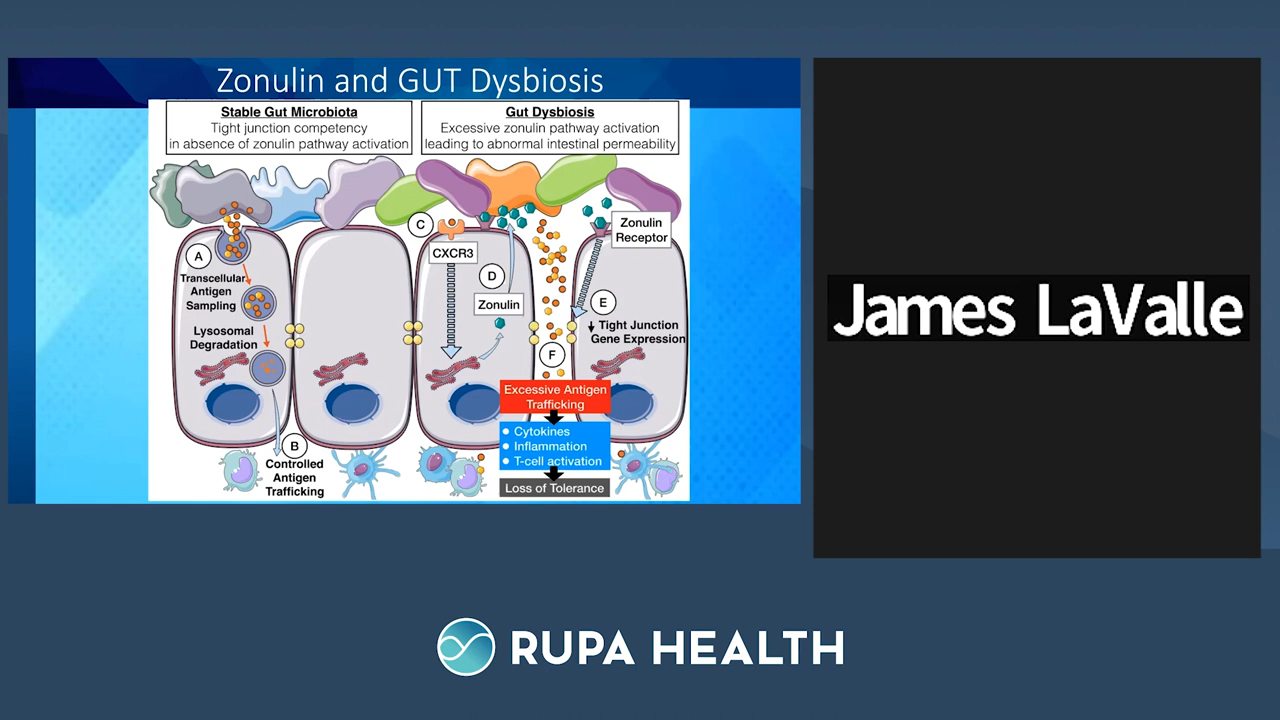 Zonulin and GUT Dysbiosis
Stable Gut Microbiota
Tight junction competency
in absence of zonulin pathway activation
Gut Dysbiosis
Excessive zonulin pathway activation
leading to abnormal intestinal permeability
A
Transcellular
Antigen
Sampling
Lysosomal
Degradation
B
Controlled
Antigen
Trafficking
C
CXCR3
D
Zonulin
Zonulin
Receptor
E
Tight Junction
Gene Expression
F
Excessive Antigen
Trafficking
Cytokines
Inflammation
T-cell activation
Loss of Tolerance
James LaValle
RUPA HEALTH